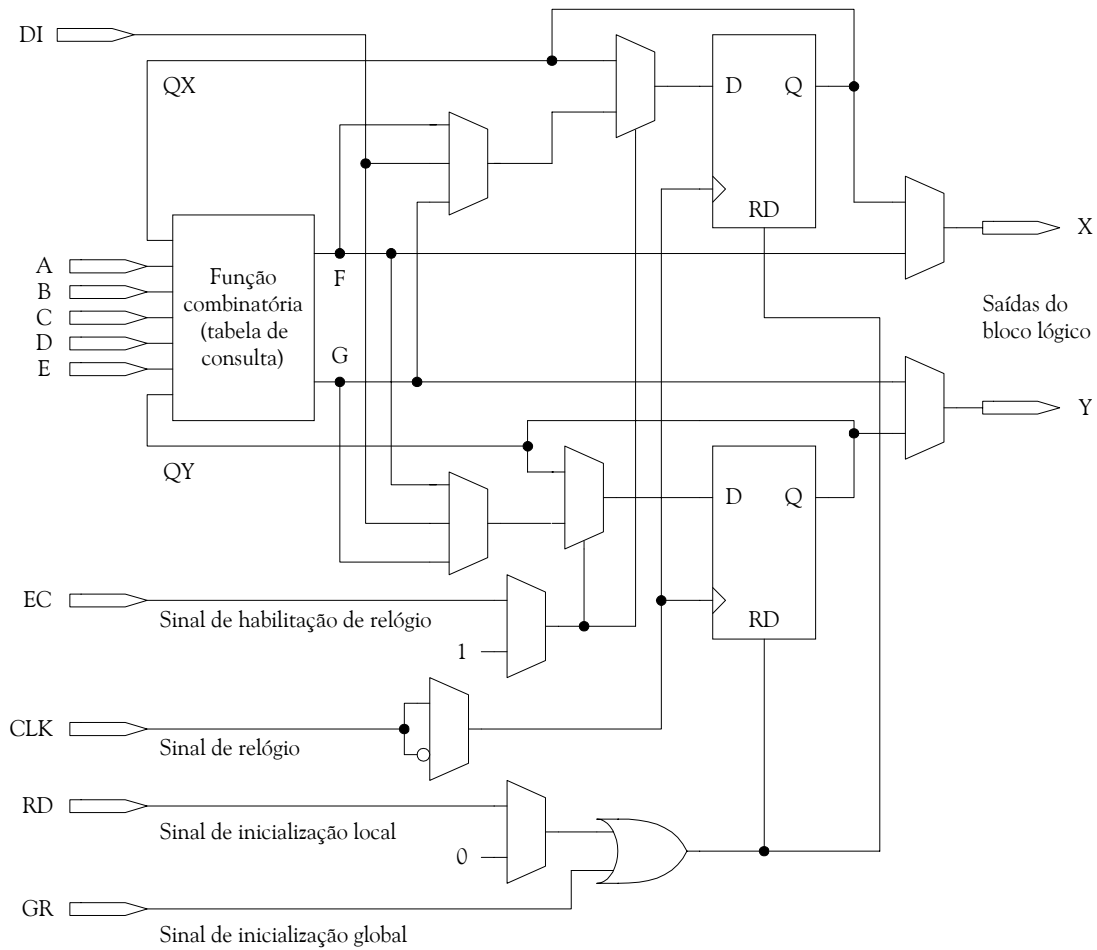 DI
QX
D
Q
RD
X
A
B
C
D
E
Função
combinatória
(tabela de
consulta)
F
G
Saídas do
bloco lógico
Y
QY
D
Q
RD
EC
Sinal de habilitação de relógio
1
CLK
Sinal de relógio
RD
Sinal de inicialização local
0
GR
Sinal de inicialização global